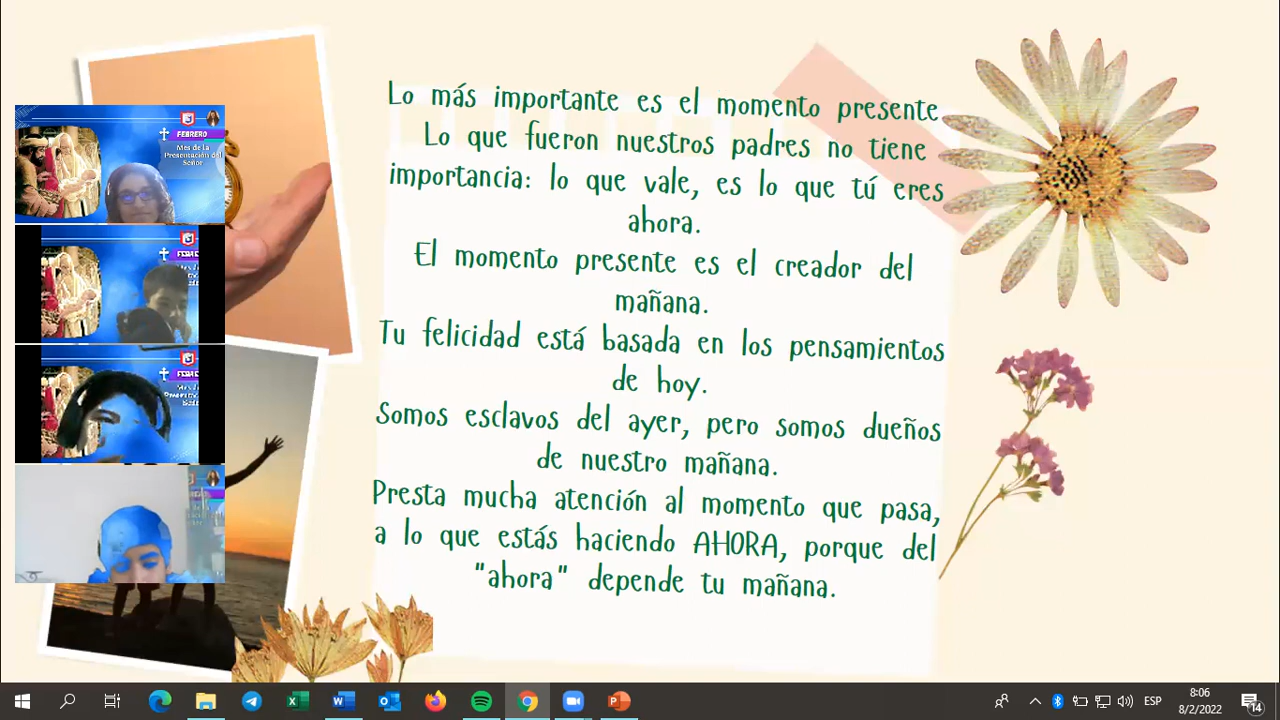 Lo más importante es el momento presente
Lo que fueron nuestros padres no tiene
importancia: lo que vale, es lo que tú eres
ahora.
El momento presente es el creador del
mañana.
Tu felicidad está basada en los pensamientos
de hoy.
Somos esclavos del ayer, pero somos dueños
de nuestro mañana.
Presta mucha atención al momento que pasa,
a lo que estás haciendo AHORA, porque del
"ahora" depende tu mañana.
FEBRERO
Mes de la
Presentación del
Señor
ESP
8:06
8/2/2022
14